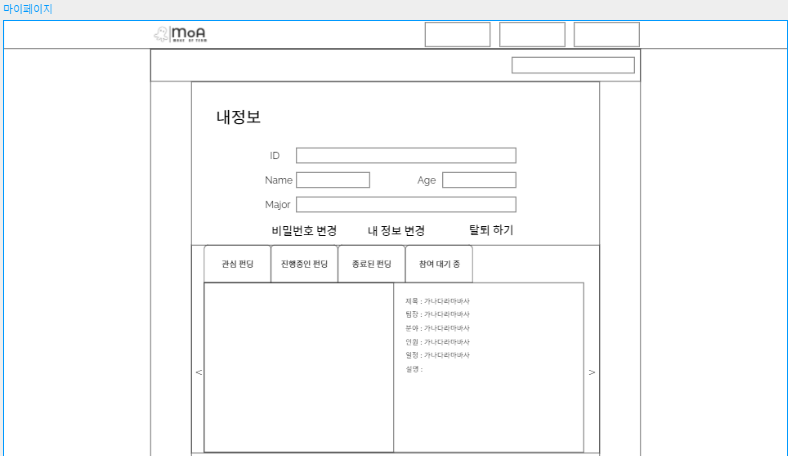 마이페이지
MoA
MAKE OF TEAM
내정보
ID
Name Age
Major
비밀번호 변경 내 정보 변경 탈퇴 하기
관심 펀딩 진행중인 펀딩 종료된 펀딩 참여 대기 중
제목 : 가나다라마바사
팀장 : 가나다라마바사
분야 : 가나다라마바사
인원 : 가나다라마바사
일정 : 가나다라마바사
설명 :
< >